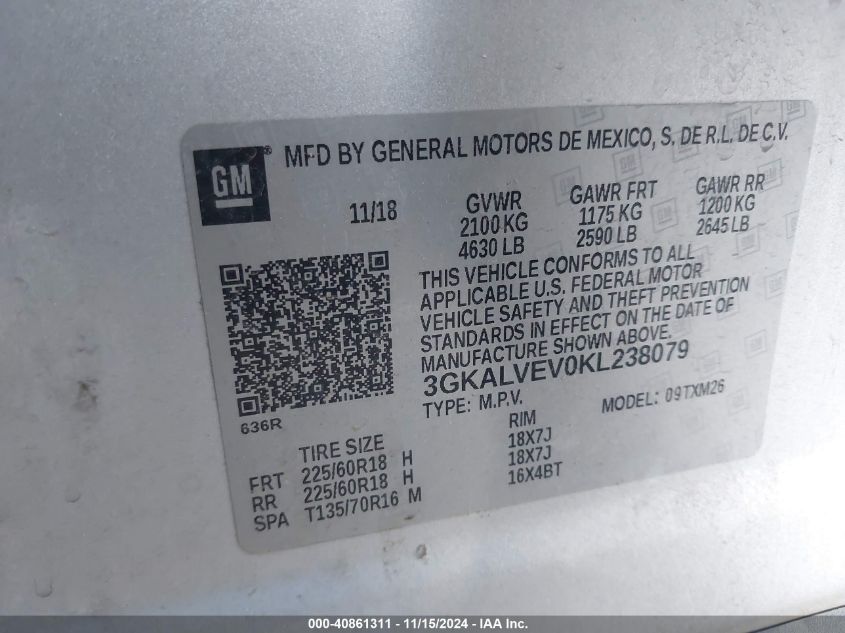 GM ® MFD BY GENERAL MOTORS DE MEXICO, S. DE R.L. DE C.V.
11/18
GVWR
2100 KG
4630 LB
GAWR FRT
1175 KG
2590 LB
GAWR RR
1200 KG
2645 LB
THIS VEHICLE CONFORMS TO ALL
APPLICABLE U.S. FEDERAL MOTOR
VEHICLE SAFETY AND THEFT PREVENTION
STANDARDS IN EFFECT ON THE DATE OF
MANUFACTURE SHOWN ABOVE.
3GKALVEV0KL238079
TYPE: M.P.V. MODEL: 09TXM26
636R
TIRE SIZE RIM
FRT 225/60R18 H 18X7J
RR 225/60R18 H 18X7J
SPA T135/70R16 M 16X4BT
000-40861311 - 11/15/2024 - IAA Inc.